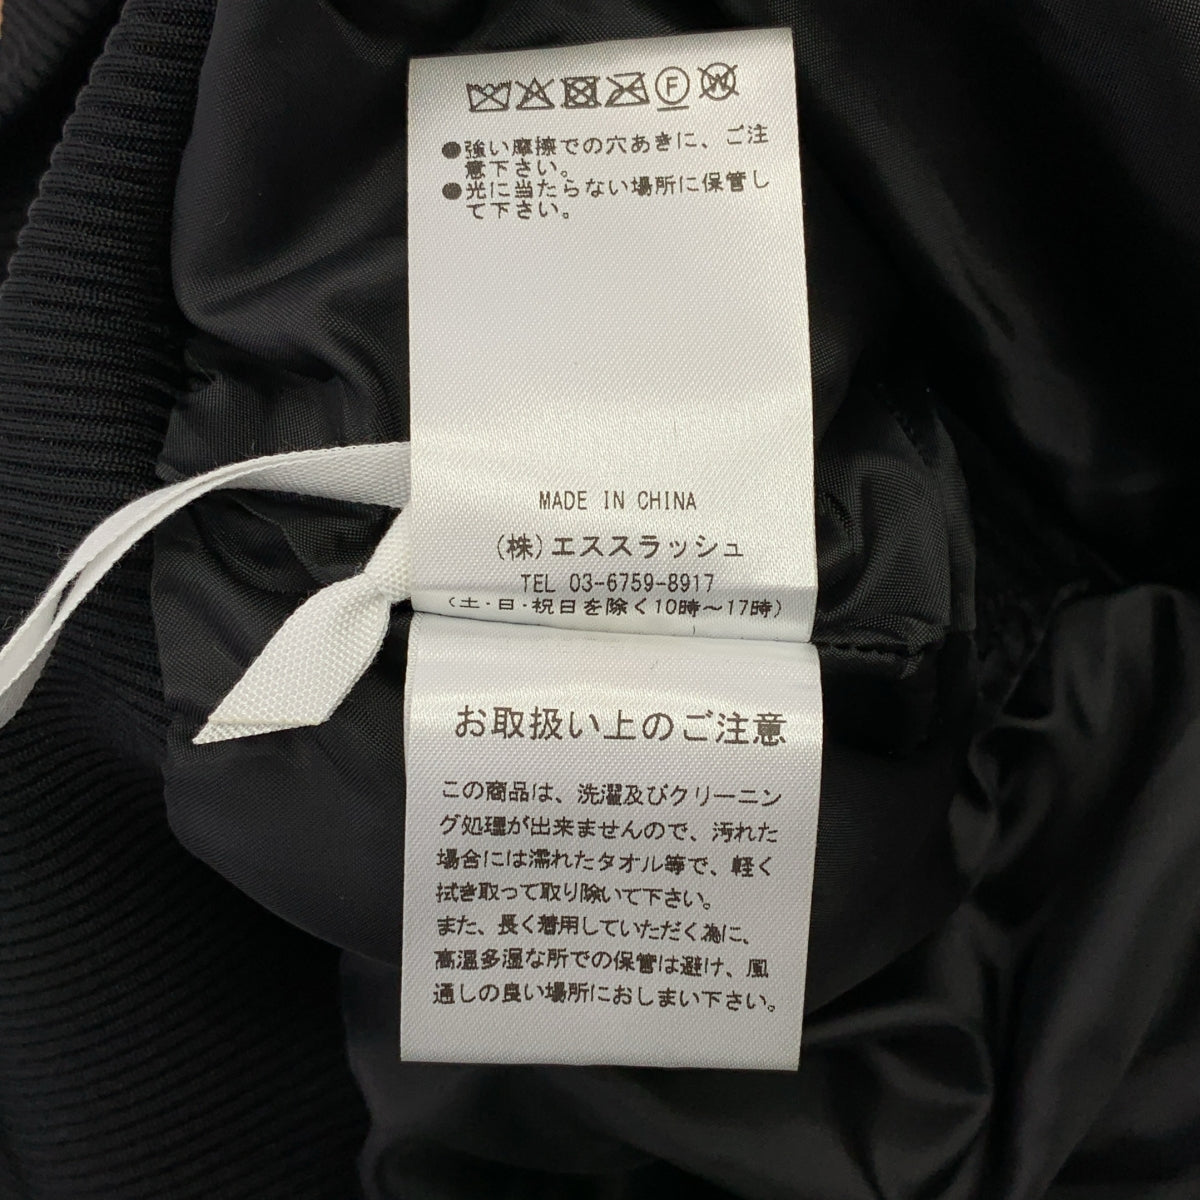 F W
●強い摩擦での穴あきに、ご注
意下さい。
●光に当たらない場所に保管し
て下さい。
MADE IN CHINA
(株)エススラッシュ
TEL 03-6759-8917
(土・日・祝日を除く10時～17時)
お取扱い上のご注意
この商品は、洗濯及びクリーニン
グ処理が出来ませんので、汚れた
場合には濡れたタオル等で、軽く
拭き取って取り除いて下さい。
また、長く着用していただく為に、
高温多湿な所での保管は避け、風
通しの良い場所におしまい下さい。